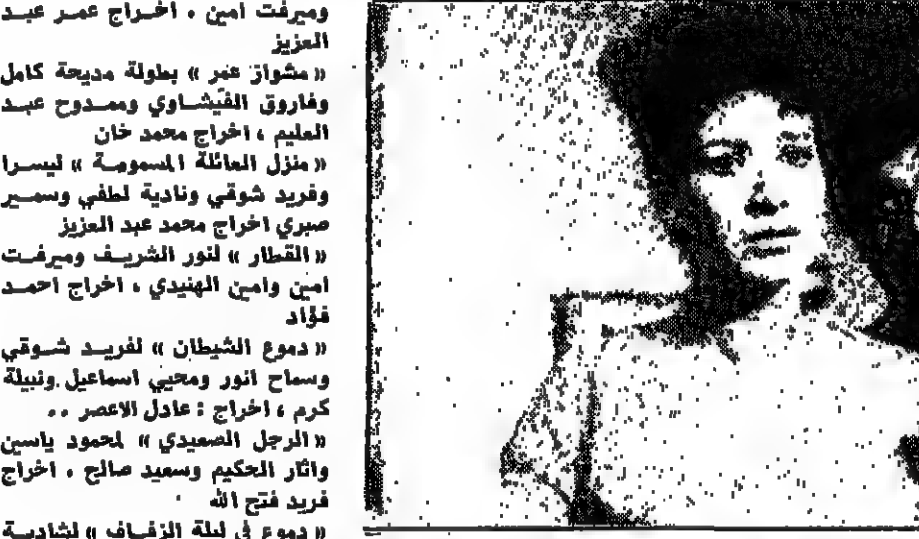 وميرفت امين . اخراج عمر عبد
العزيز
« مشواز عمر » بطولة مديحة كامل
وفاروق الفيشاوي وممدوح عبد
العليم ، اخراج محمد خان
« منزل العائلة المسمومة » ليسرا
وفريد شوقي ونادية لطفي وسمير
صبري اخراج محمد عبد العزيز
« القطار » لنور الشريف وميرفت
امين وامين الهنيدي ، اخراج احمد
فؤاد
« دموع الشيطان » لفريد شوقي
وسماح انور ومحيي اسماعيل ونبيلة
كرم ، اخراج : عادل الاعصر ..
« الرجل الصعيدي » لمحمود ياسين
واثار الحكيم وسعيد صالح . اخراج
فريد فتح الله
« دموع في ليلة الزفاف » لشادية